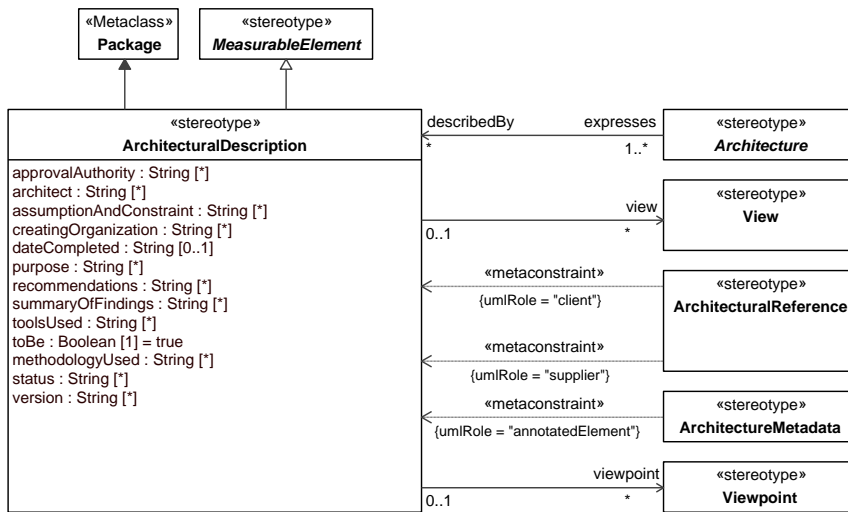 «Metaclass»
Package
«stereotype»
MeasurableElement
«stereotype»
ArchitecturalDescription
approvalAuthority : String [*]
architect : String [*]
assumptionAndConstraint : String [*]
creatingOrganization : String [*]
dateCompleted : String [0..1]
purpose : String [*]
recommendations : String [*]
summaryOfFindings : String [*]
toolsUsed : String [*]
toBe : Boolean [1] = true
methodologyUsed : String [*]
status : String [*]
version : String [*]
describedBy expresses
* 1..*
«stereotype»
Architecture
view
0..1 *
«stereotype»
View
«metaconstraint»
{umlRole = "client"}
«stereotype»
ArchitecturalReference
«metaconstraint»
{umlRole = "supplier"}
«metaconstraint»
{umlRole = "annotatedElement"}
«stereotype»
ArchitectureMetadata
viewpoint
0..1 *
«stereotype»
Viewpoint